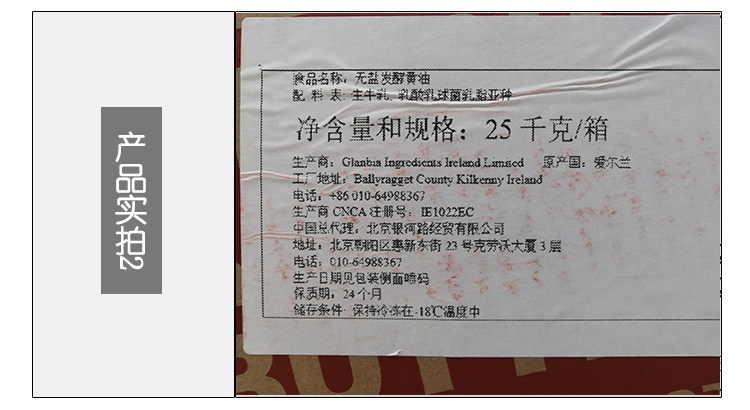 产品实拍2
食品名称：无盐发酵黄油
配 料 表：生牛乳，乳酸乳球菌乳脂亚种
净含量和规格：25 千克/箱
生产商：Glanbia Ingredients Ireland Limited 原产国：爱尔兰
工厂地址：Ballyragget County Kilkenny Ireland
电话：+86 010-64988367
生产商 CNCA 注册号：IE1022EC
中国总代理：北京银河路经贸有限公司
地址：北京朝阳区惠新东街 23 号克劳沃大厦 3 层
电话：010-64988367
生产日期见包装侧面喷码
保质期：24 个月
储存条件：保持冷冻在-18℃温度中